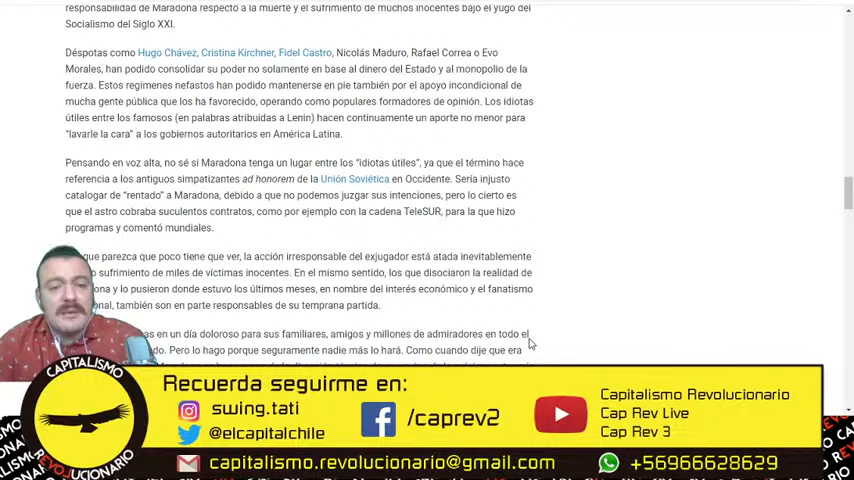 responsabilidad de Maradona respecto a la muerte y el sufrimiento de muchos inocentes bajo el yugo del
Socialismo del Siglo XXI.
Déspotas como Hugo Chávez, Cristina Kirchner, Fidel Castro, Nicolás Maduro, Rafael Correa o Evo
Morales, han podido consolidar su poder no solamente en base al dinero del Estado y al monopolio de la
fuerza. Estos regímenes nefastos han podido mantenerse en pie también por el apoyo incondicional de
mucha gente pública que los ha favorecido, operando como populares formadores de opinión. Los idiotas
útiles entre los famosos (en palabras atribuidas a Lenin) hacen continuamente un aporte no menor para
"lavarle la cara" a los gobiernos autoritarios en América Latina.
Pensando en voz alta, no sé si Maradona tenga un lugar entre los "idiotas útiles", ya que el término hace
referencia a los antiguos simpatizantes ad honorem de la Unión Soviética en Occidente. Sería injusto
catalogar de "rentado" a Maradona, debido a que no podemos juzgar sus intenciones, pero lo cierto es
que el astro cobraba suculentos contratos, como por ejemplo con la cadena TeleSUR, para la que hizo
programas y comentó mundiales.
que parezca que poco tiene que ver, la acción irresponsable del exjugador está atada inevitablemente
sufrimiento de miles de víctimas inocentes. En el mismo sentido, los que disociaron la realidad de
ona y lo pusieron donde estuvo los últimos meses, en nombre del interés económico y el fanatismo
onal, también son en parte responsables de su temprana partida.
as en un día doloroso para sus familiares, amigos y millones de admiradores en todo el
do. Pero lo hago porque seguramente nadie más lo hará. Como cuando dije que era
CAPITALISMO
REVOLUCIONARIO
Recuerda seguirme en:
swing.tati
@elcapitalchile
/caprev2
Capitalismo Revolucionario
Cap Rev Live
Cap Rev 3
capitalismo.revolucionario@gmail.com
+56966628629